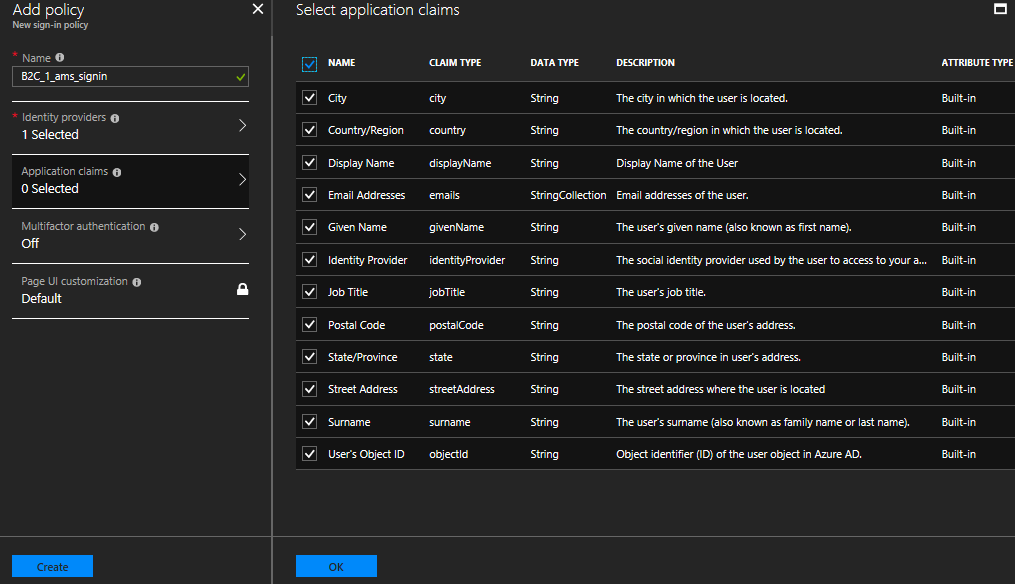 Add policy
New sign-in policy
* Name
B2C_1_ams_signin
* Identity providers
1 Selected
Application claims
0 Selected
Multifactor authentication
Off
Page UI customization
Default
Create
Select application claims
NAME CLAIM TYPE DATA TYPE DESCRIPTION ATTRIBUTE TYPE
City city String The city in which the user is located. Built-in
Country/Region country String The country/region in which the user is located. Built-in
Display Name displayName String Display Name of the User Built-in
Email Addresses emails StringCollection Email addresses of the user. Built-in
Given Name givenName String The user's given name (also known as first name). Built-in
Identity Provider identityProvider String The social identity provider used by the user to access to your a... Built-in
Job Title jobTitle String The user's job title. Built-in
Postal Code postalCode String The postal code of the user's address. Built-in
State/Province state String The state or province in user's address. Built-in
Street Address streetAddress String The street address where the user is located Built-in
Surname surname String The user's surname (also known as family name or last name). Built-in
User's Object ID objectId String Object identifier (ID) of the user object in Azure AD. Built-in
OK